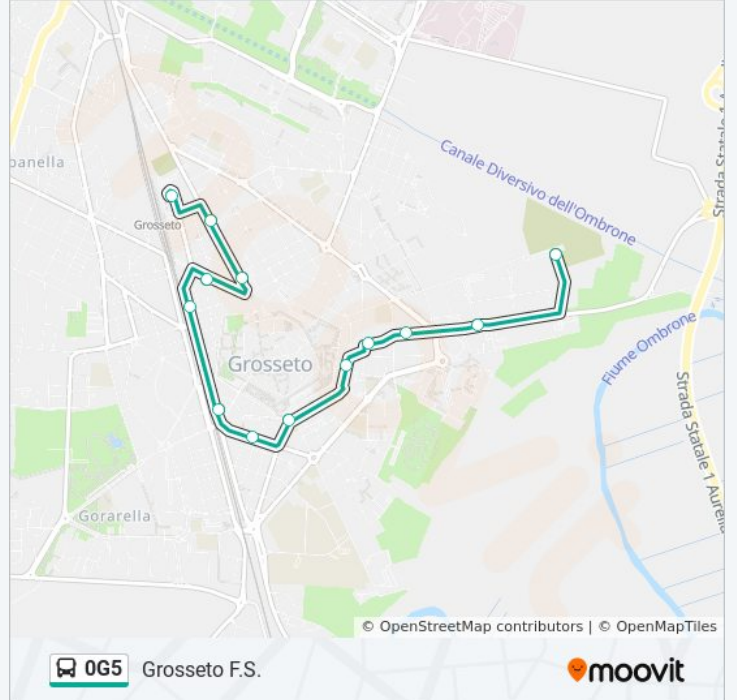 Canale Diversivo dell'Ombrone
Strada Statale 1 A
panella
Grosseto
Fiume Ombrone
Grosseto
Strada Statale 1 Aurelia
Gorarella
© OpenStreetMap contributors | © OpenMapTiles
0G5 Grosseto F.S. moovit